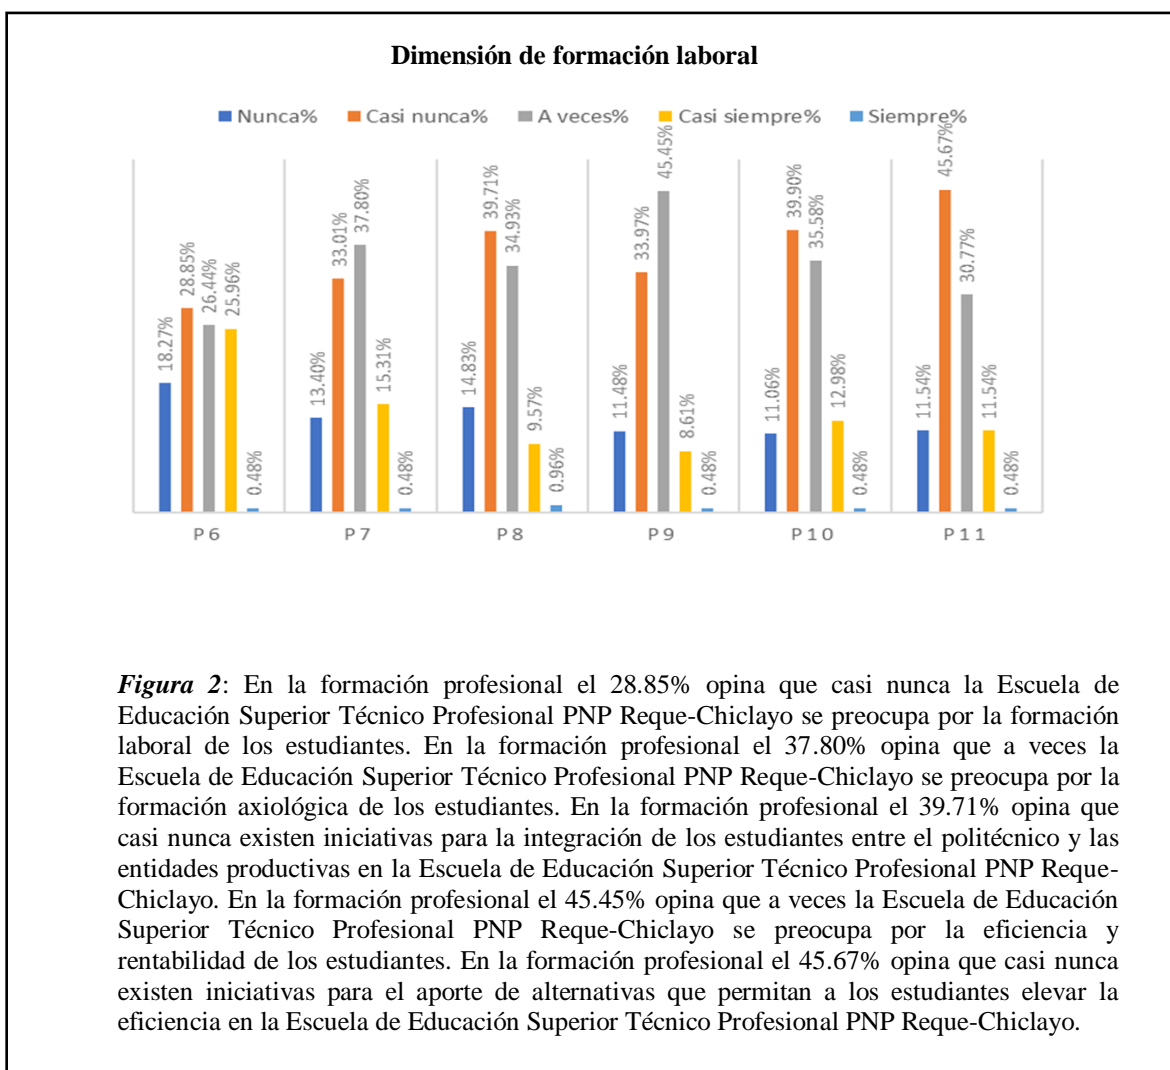 Dimensión de formación laboral
Nunca% Casi nunca% A veces% Casi siempre% Siempre%
18.27% 28.85% 26.44% 25.96% 0.48% 13.40% 33.01% 37.80% 15.31% 0.48% 14.83% 39.71% 34.93% 9.57% 0.96% 11.48% 33.97% 45.45% 8.61% 0.48% 11.06% 39.90% 35.58% 12.98% 0.48% 11.54% 45.67% 30.77% 11.54% 0.48%
P6 P7 P8 P9 P10 P11
Figura 2: En la formación profesional el 28.85% opina que casi nunca la Escuela de
Educación Superior Técnico Profesional PNP Reque-Chiclayo se preocupa por la formación
laboral de los estudiantes. En la formación profesional el 37.80% opina que a veces la
Escuela de Educación Superior Técnico Profesional PNP Reque-Chiclayo se preocupa por la
formación axiológica de los estudiantes. En la formación profesional el 39.71% opina que
casi nunca existen iniciativas para la integración de los estudiantes entre el politécnico y las
entidades productivas en la Escuela de Educación Superior Técnico Profesional PNP Reque-
Chiclayo. En la formación profesional el 45.45% opina que a veces la Escuela de Educación
Superior Técnico Profesional PNP Reque-Chiclayo se preocupa por la eficiencia y
rentabilidad de los estudiantes. En la formación profesional el 45.67% opina que casi nunca
existen iniciativas para el aporte de alternativas que permitan a los estudiantes elevar la
eficiencia en la Escuela de Educación Superior Técnico Profesional PNP Reque-Chiclayo.